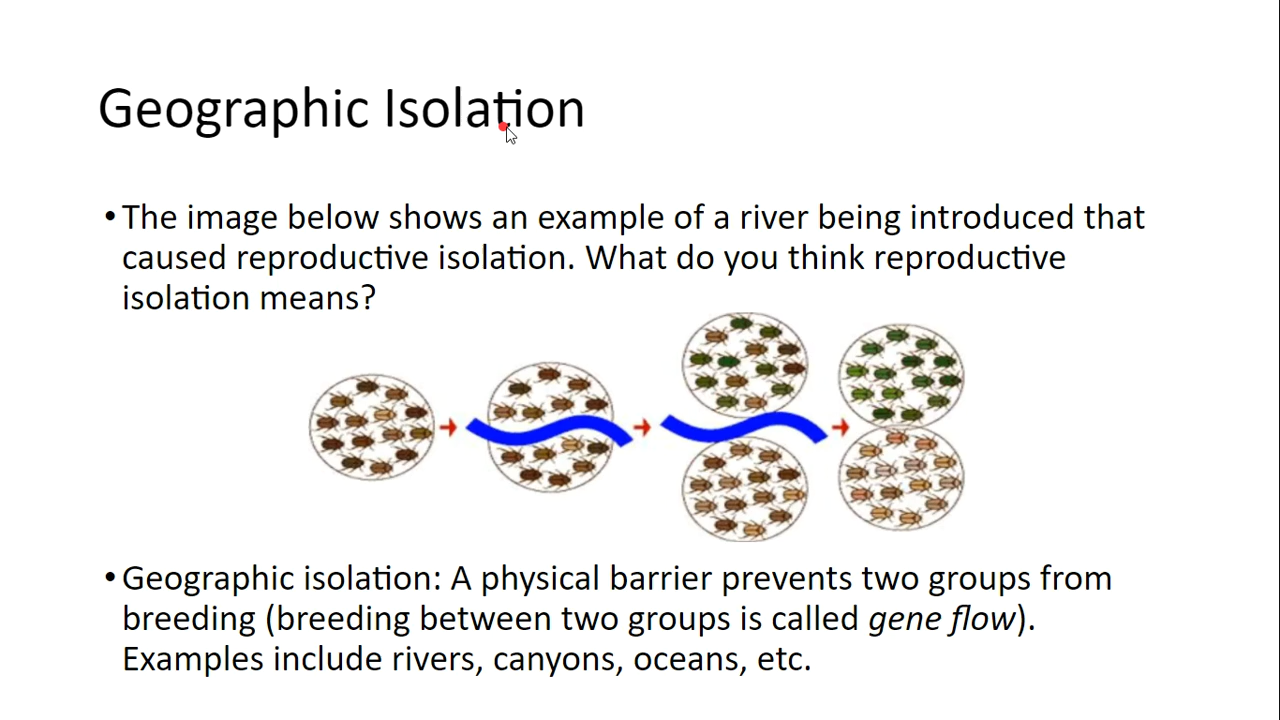 Geographic Isolation
• The image below shows an example of a river being introduced that
caused reproductive isolation. What do you think reproductive
isolation means?
• Geographic isolation: A physical barrier prevents two groups from
breeding (breeding between two groups is called gene flow).
Examples include rivers, canyons, oceans, etc.